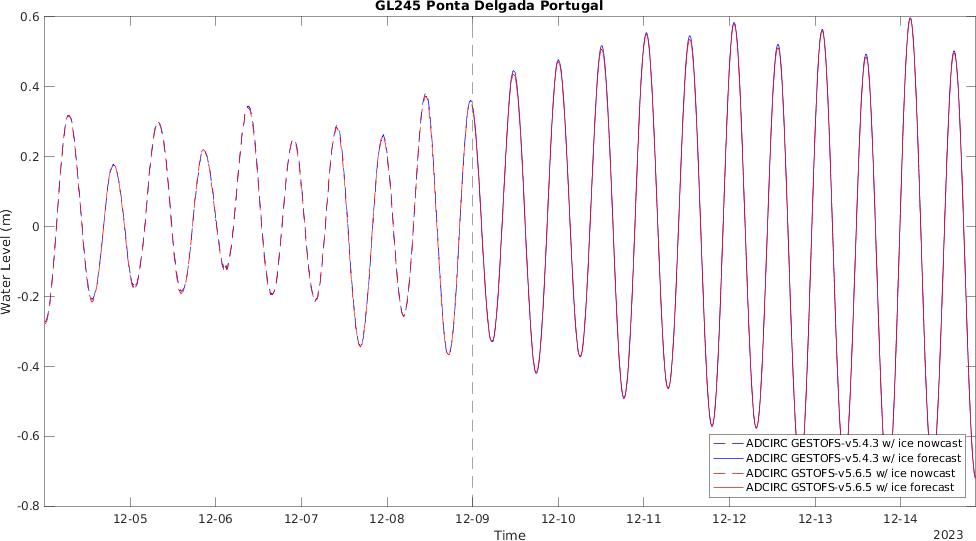 GL245 Ponta Delgada Portugal
0.6
0.4
0.2
0
-0.2
-0.4
-0.6
-0.8
Water Level (m)
ADCIRC GESTOFS-v5.4.3 w/ ice nowcast
ADCIRC GESTOFS-v5.4.3 w/ ice forecast
ADCIRC GSTOFS-v5.6.5 w/ ice nowcast
ADCIRC GSTOFS-v5.6.5 w/ ice forecast
12-05 12-06 12-07 12-08 12-09 12-10 12-11 12-12 12-13 12-14
Time
2023